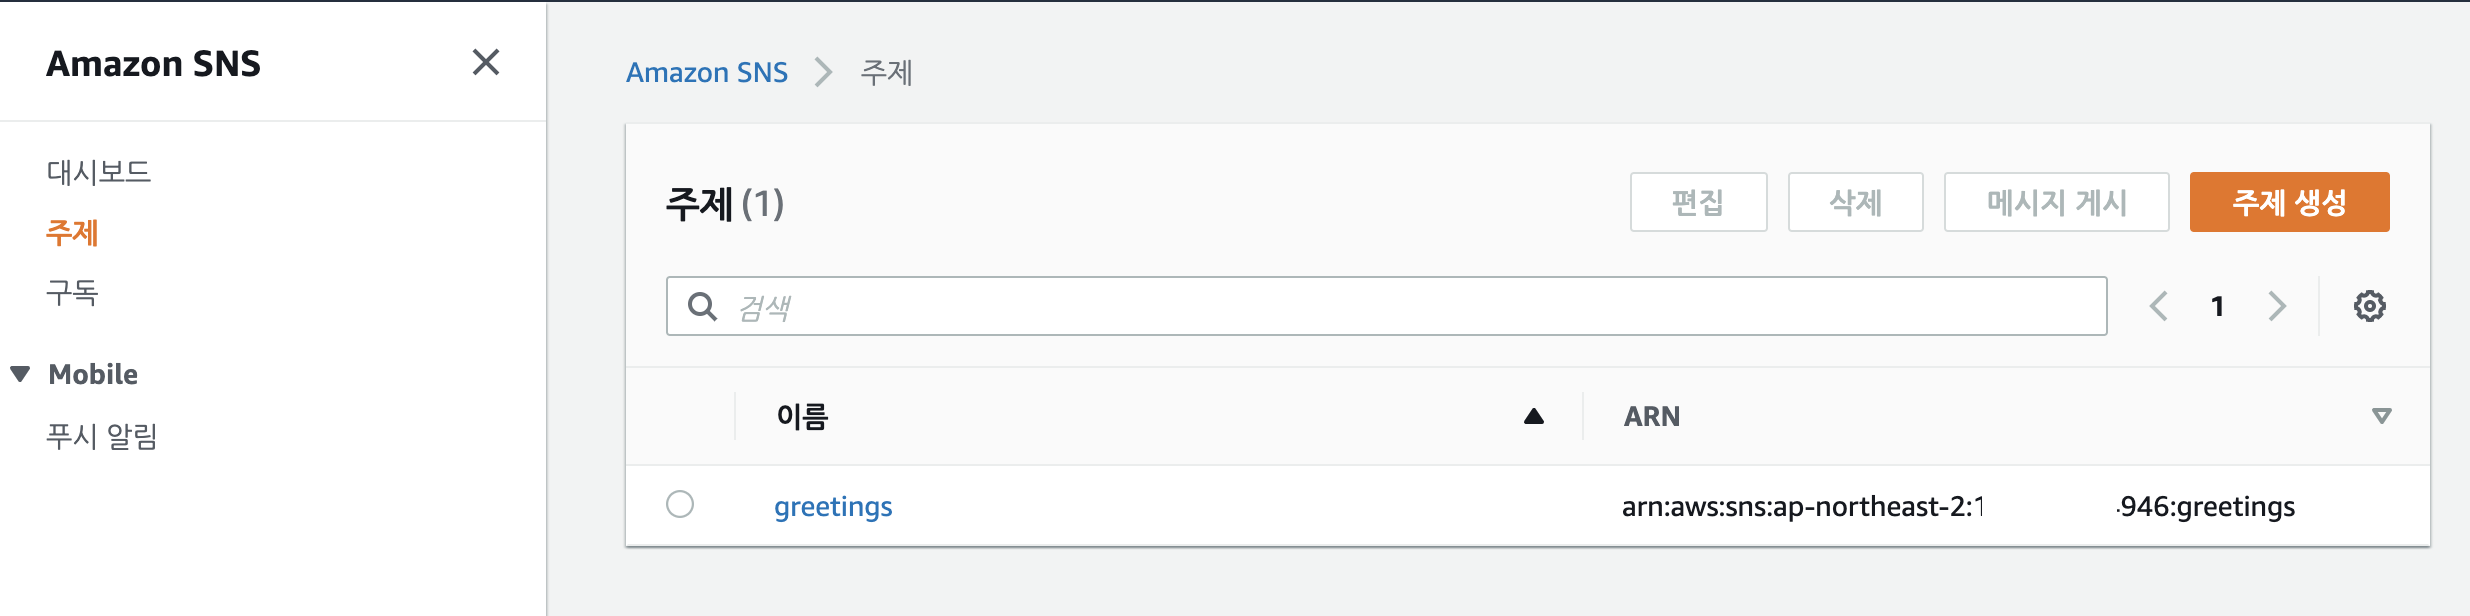 Amazon SNS
대시보드
주제
구독
Mobile
푸시 알림
Amazon SNS 주제
주제 (1)
편집 삭제 메시지 게시 주제 생성
검색
1
이름 ARN
greetings arn:aws:sns:ap-northeast-2:1 946:greetings